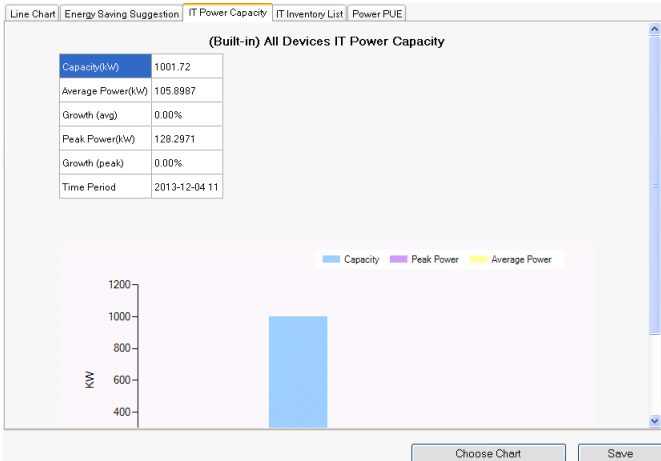 Line Chart Energy Saving Suggestion IT Power Capacity IT Inventory List Power PUE
(Built-in) All Devices IT Power Capacity
Capacity(kW) 1001.72
Average Power(kW) 105.8987
Growth (avg) 0.00%
Peak Power(kW) 128.2971
Growth (peak) 0.00%
Time Period 2013-12-04 11
Capacity Peak Power Average Power
1200
1000
800
KW
600
400
Choose Chart Save